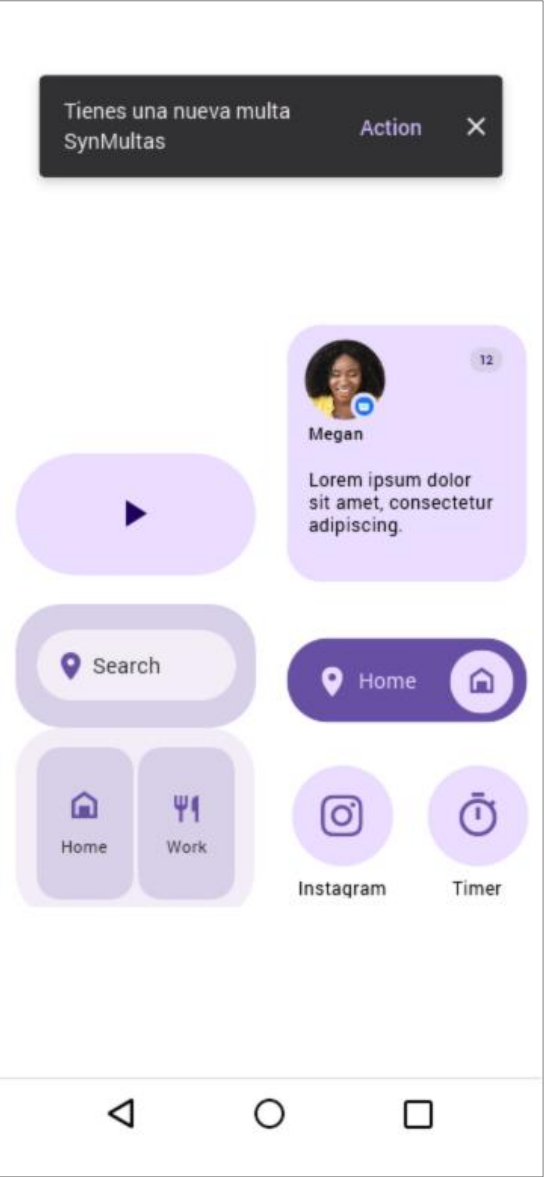 Tienes una nueva multa
SynMultas
Action
12
Megan
Lorem ipsum dolor
sit amet, consectetur
adipiscing.
Search
Home
Home
Work
Instagram
Timer